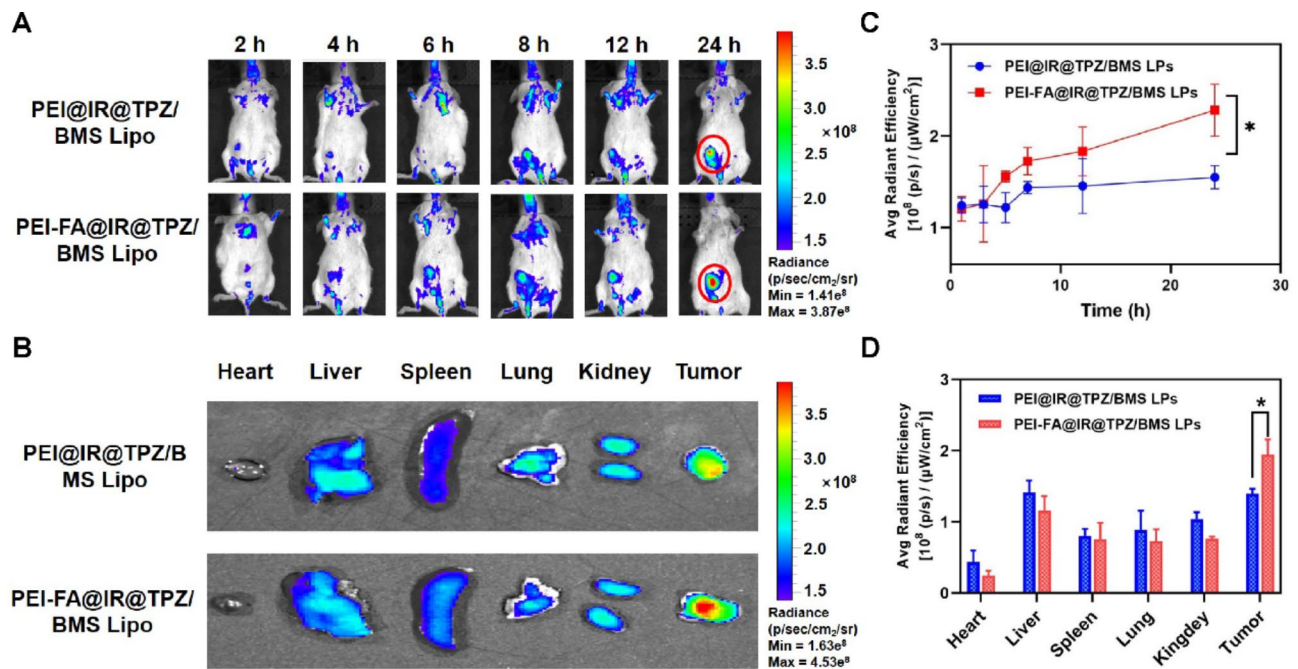 A
2 h 4 h 6 h 8 h 12 h 24 h
PEI@IR@TPZ/
BMS Lipo
PEI-FA@IR@TPZ/
BMS Lipo
3.5
3.0
×10⁸
2.5
2.0
1.5
Radiance
(p/sec/cm₂/sr)
Min = 1.41e⁸
Max = 3.87e⁸
B
Heart Liver Spleen Lung Kidney Tumor
PEI@IR@TPZ/B
MS Lipo
PEI-FA@IR@TPZ/
BMS Lipo
3.5
3.0
×10⁸
2.5
2.0
1.5
Radiance
(p/sec/cm₂/sr)
Min = 1.63e⁸
Max = 4.53e⁸
C
Avg Radiant Efficiency
[10⁸ (p/s) / (μW/cm²)]
3
2
1
PEI@IR@TPZ/BMS LPs
PEI-FA@IR@TPZ/BMS LPs
*
0 10 20 30
Time (h)
D
Avg Radiant Efficiency
[10⁸ (p/s) / (μW/cm²)]
3
2
1
0
PEI@IR@TPZ/BMS LPs
PEI-FA@IR@TPZ/BMS LPs
*
Heart Liver Spleen Lung Kingdey Tumor